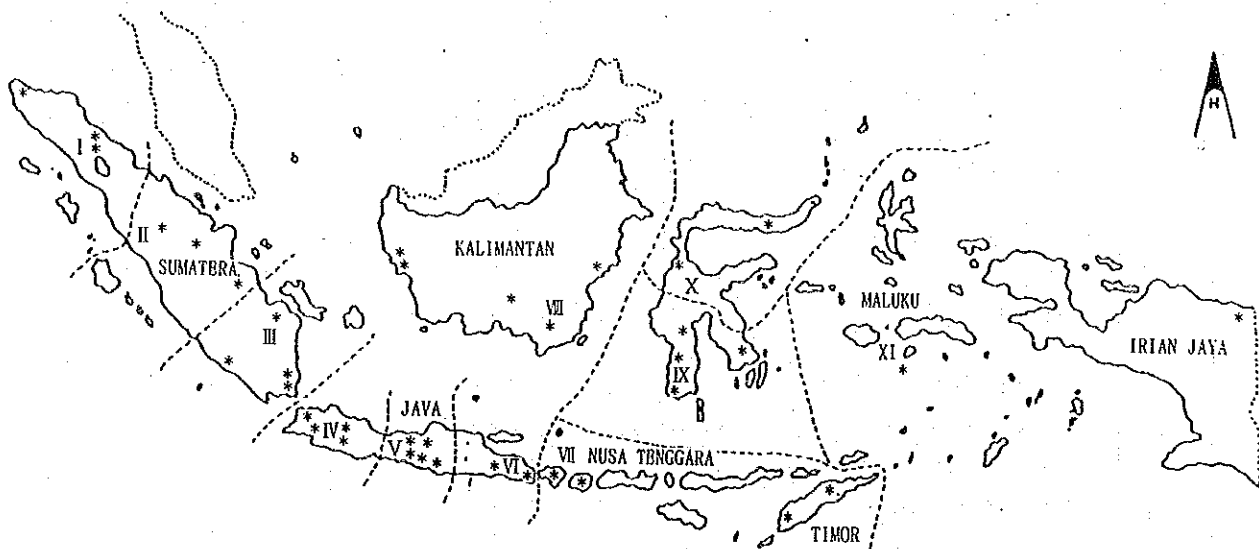 H
I
II
SUMATERA
III
KALIMANTAN
VIII
X
MALUKU
XI
IRIAN JAYA
IX
JAVA
IV
V
VI
VII NUSA TENGGARA
TIMOR